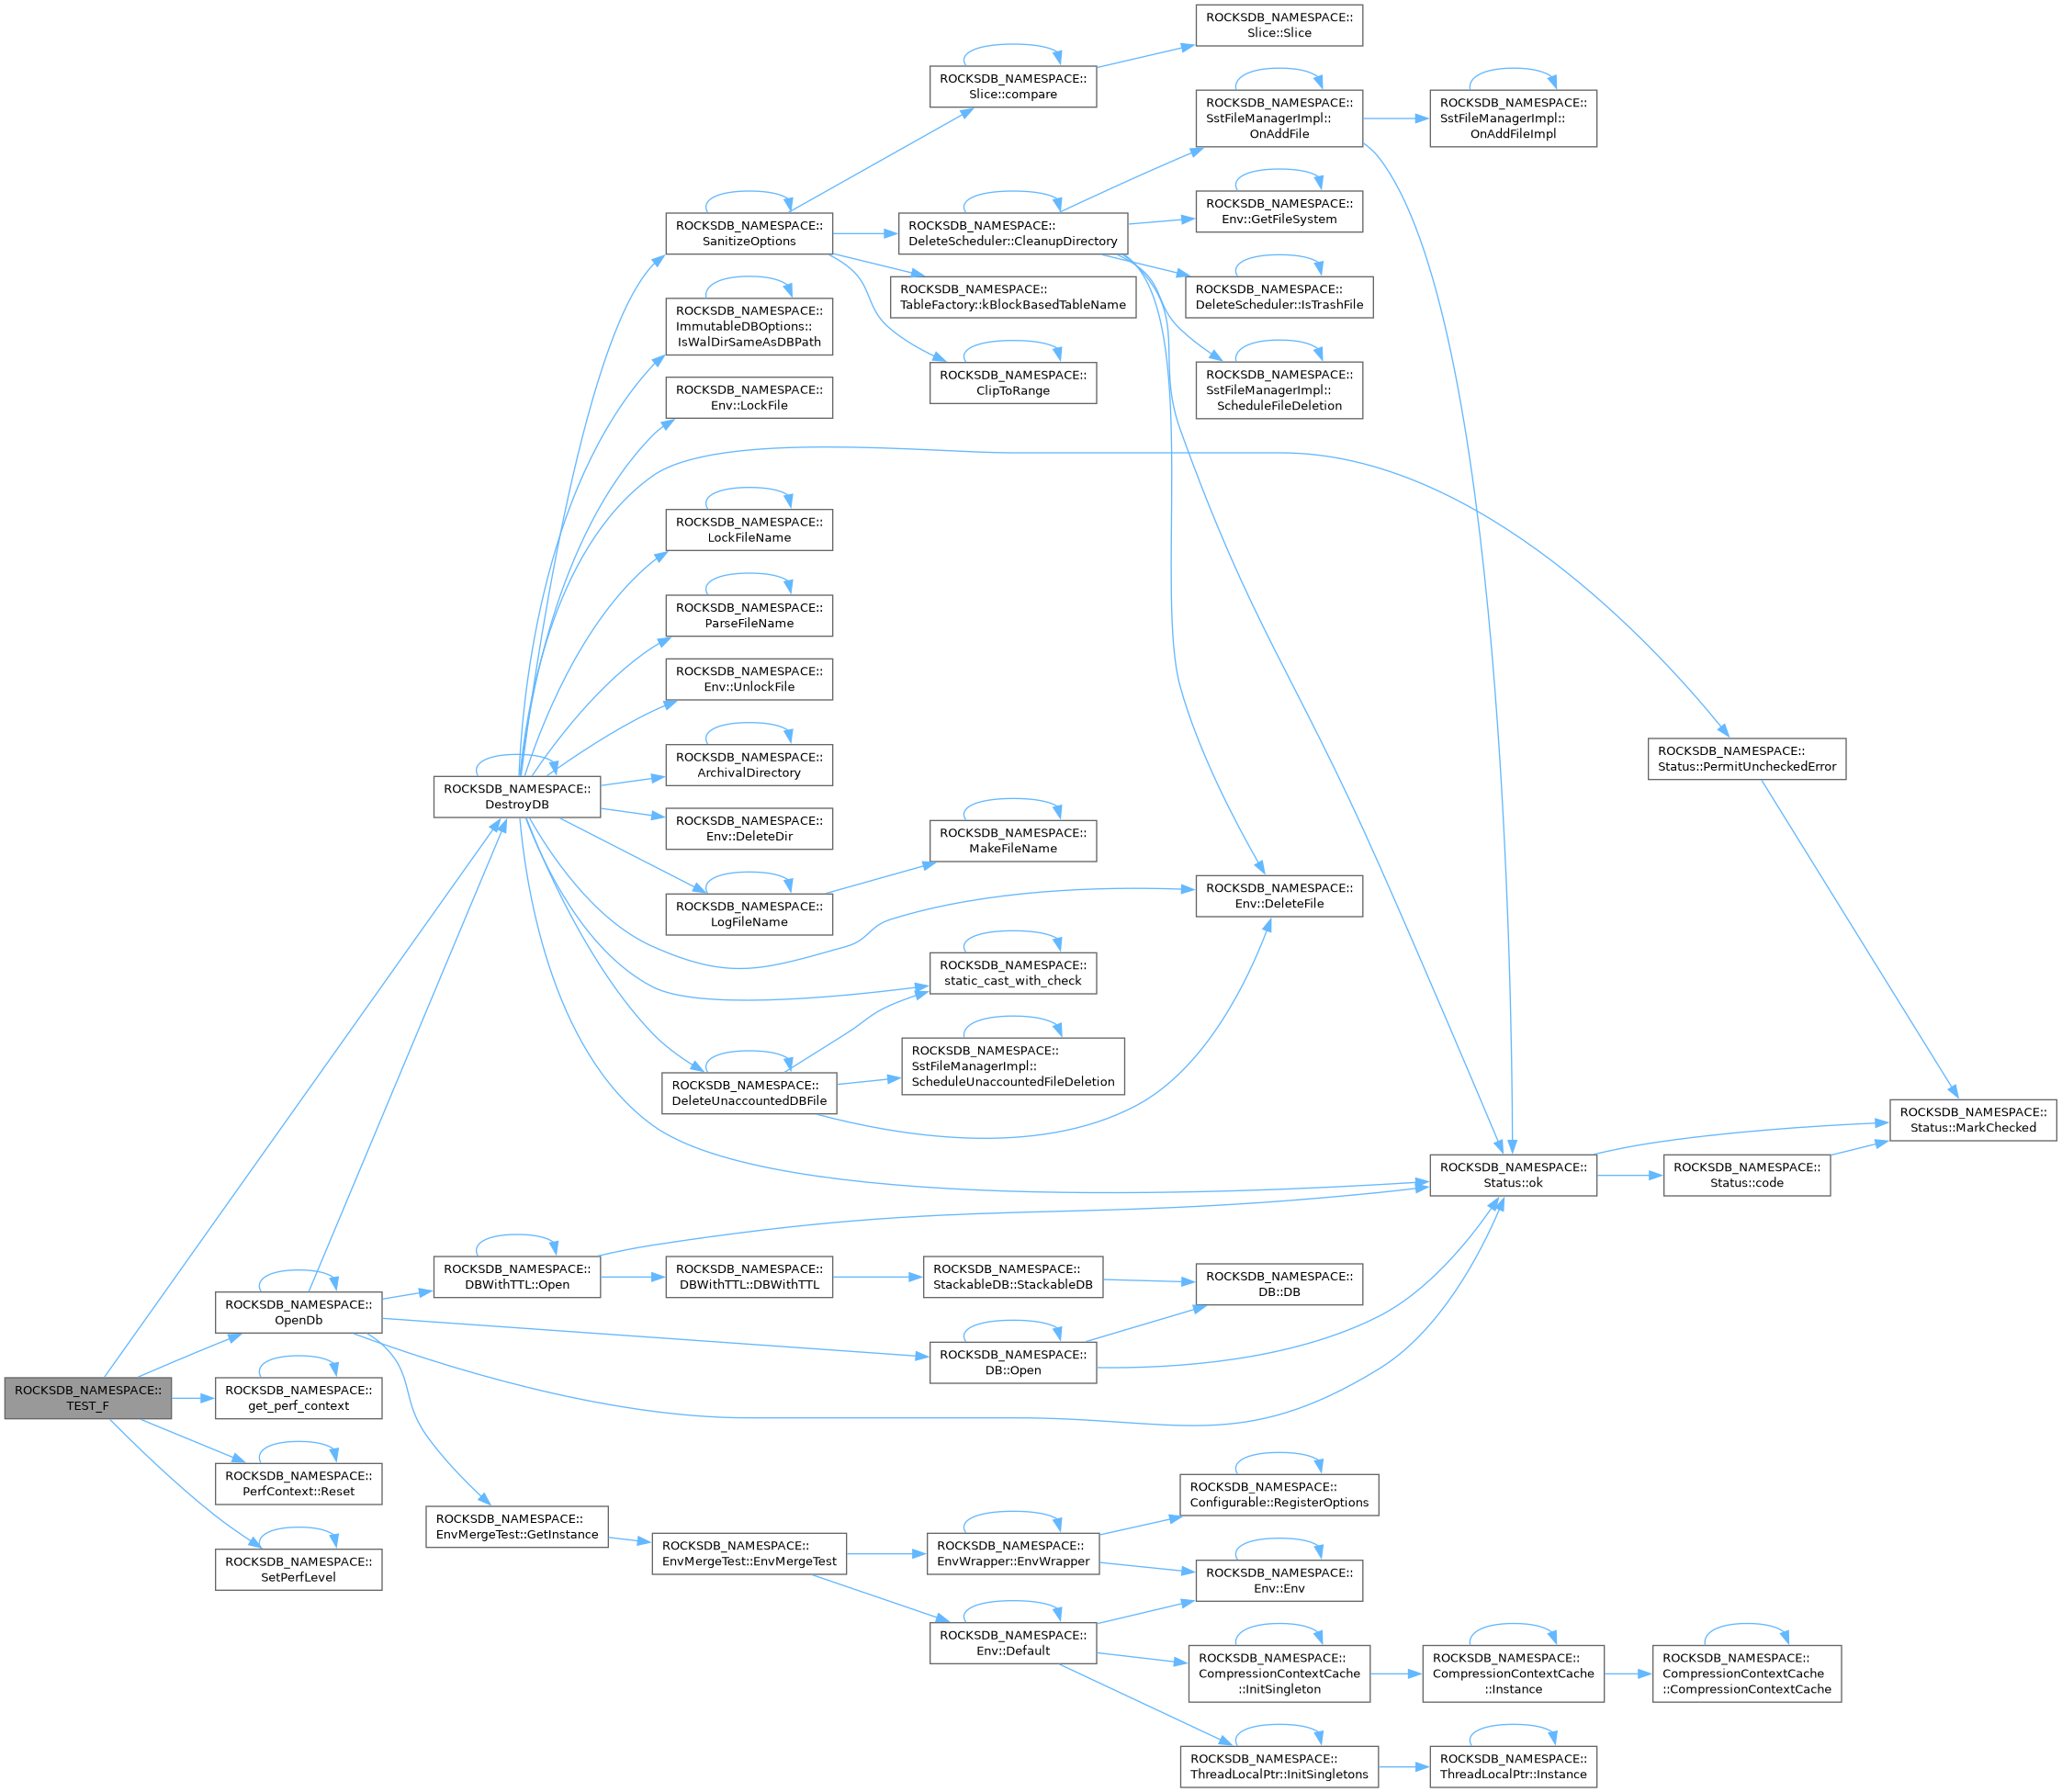 ROCKSDB_NAMESPACE::
Slice::Slice
ROCKSDB_NAMESPACE::
Slice::compare
ROCKSDB_NAMESPACE::
SstFileManagerImpl::
OnAddFile
ROCKSDB_NAMESPACE::
SstFileManagerImpl::
OnAddFileImpl
ROCKSDB_NAMESPACE::
SanitizeOptions
ROCKSDB_NAMESPACE::
DeleteScheduler::CleanupDirectory
ROCKSDB_NAMESPACE::
Env::GetFileSystem
ROCKSDB_NAMESPACE::
TableFactory::kBlockBasedTableName
ROCKSDB_NAMESPACE::
DeleteScheduler::IsTrashFile
ROCKSDB_NAMESPACE::
ImmutableDBOptions::
IsWalDirSameAsDBPath
ROCKSDB_NAMESPACE::
ClipToRange
ROCKSDB_NAMESPACE::
SstFileManagerImpl::
ScheduleFileDeletion
ROCKSDB_NAMESPACE::
Env::LockFile
ROCKSDB_NAMESPACE::
LockFileName
ROCKSDB_NAMESPACE::
ParseFileName
ROCKSDB_NAMESPACE::
Env::UnlockFile
ROCKSDB_NAMESPACE::
ArchivalDirectory
ROCKSDB_NAMESPACE::
Status::PermitUncheckedError
ROCKSDB_NAMESPACE::
DestroyDB
ROCKSDB_NAMESPACE::
Env::DeleteDir
ROCKSDB_NAMESPACE::
MakeFileName
ROCKSDB_NAMESPACE::
LogFileName
ROCKSDB_NAMESPACE::
Env::DeleteFile
ROCKSDB_NAMESPACE::
static_cast_with_check
ROCKSDB_NAMESPACE::
SstFileManagerImpl::
ScheduleUnaccountedFileDeletion
ROCKSDB_NAMESPACE::
DeleteUnaccountedDBFile
ROCKSDB_NAMESPACE::
Status::MarkChecked
ROCKSDB_NAMESPACE::
Status::ok
ROCKSDB_NAMESPACE::
Status::code
ROCKSDB_NAMESPACE::
DBWithTTL::Open
ROCKSDB_NAMESPACE::
DBWithTTL::DBWithTTL
ROCKSDB_NAMESPACE::
StackableDB::StackableDB
ROCKSDB_NAMESPACE::
DB::DB
ROCKSDB_NAMESPACE::
OpenDb
ROCKSDB_NAMESPACE::
DB::Open
ROCKSDB_NAMESPACE::
TEST_F
ROCKSDB_NAMESPACE::
get_perf_context
ROCKSDB_NAMESPACE::
PerfContext::Reset
ROCKSDB_NAMESPACE::
SetPerfLevel
ROCKSDB_NAMESPACE::
EnvMergeTest::GetInstance
ROCKSDB_NAMESPACE::
EnvMergeTest::EnvMergeTest
ROCKSDB_NAMESPACE::
EnvWrapper::EnvWrapper
ROCKSDB_NAMESPACE::
Configurable::RegisterOptions
ROCKSDB_NAMESPACE::
Env::Env
ROCKSDB_NAMESPACE::
Env::Default
ROCKSDB_NAMESPACE::
CompressionContextCache
::InitSingleton
ROCKSDB_NAMESPACE::
CompressionContextCache
::Instance
ROCKSDB_NAMESPACE::
CompressionContextCache
::CompressionContextCache
ROCKSDB_NAMESPACE::
ThreadLocalPtr::InitSingletons
ROCKSDB_NAMESPACE::
ThreadLocalPtr::Instance